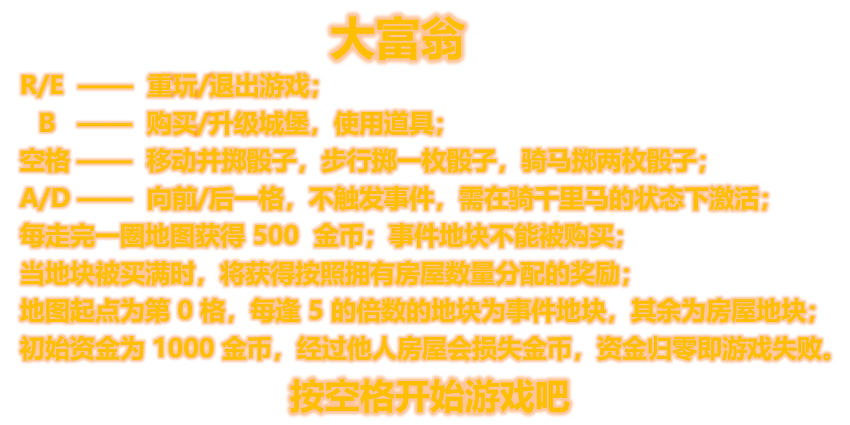 大富翁
R/E —— 重玩/退出游戏；
B —— 购买/升级城堡，使用道具；
空格 —— 移动并掷骰子，步行掷一枚骰子，骑马掷两枚骰子；
A/D —— 向前/后一格，不触发事件，需在骑千里马的状态下激活；
每走完一圈地图获得 500 金币；事件地块不能被购买；
当地块被买满时，将获得按照拥有房屋数量分配的奖励；
地图起点为第 0 格，每逢 5 的倍数的地块为事件地块，其余为房屋地块；
初始资金为 1000 金币，经过他人房屋会损失金币，资金归零即游戏失败。
按空格开始游戏吧